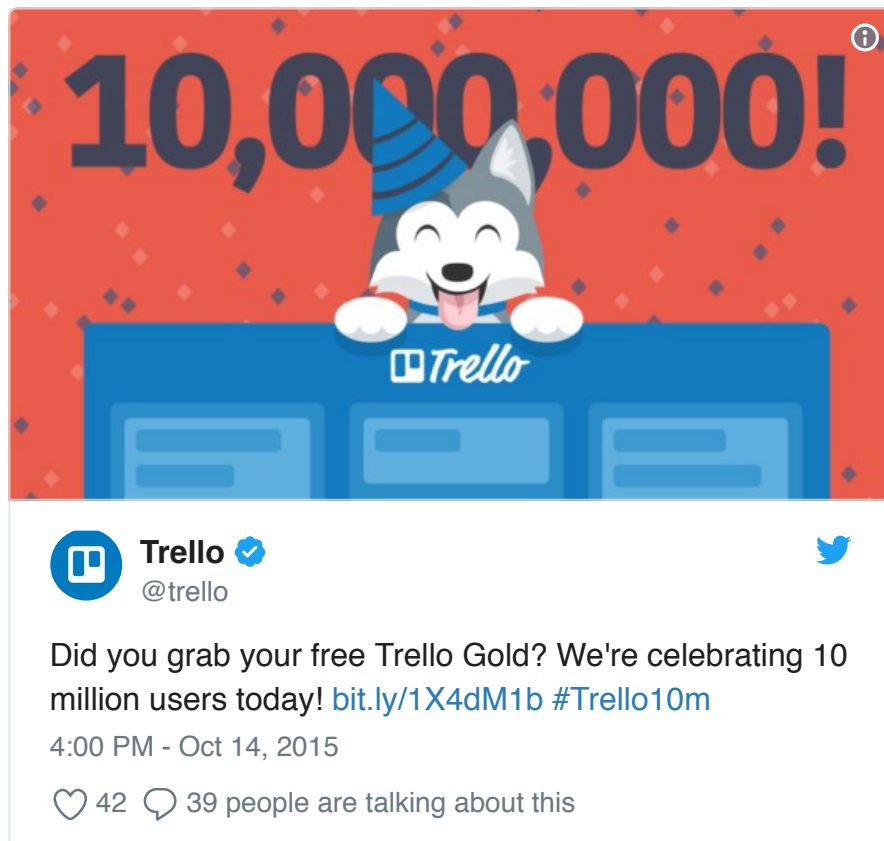 10,000,000!
Trello
Trello
@trello
Did you grab your free Trello Gold? We're celebrating 10
million users today! bit.ly/1X4dM1b #Trello10m
4:00 PM - Oct 14, 2015
42 39 people are talking about this